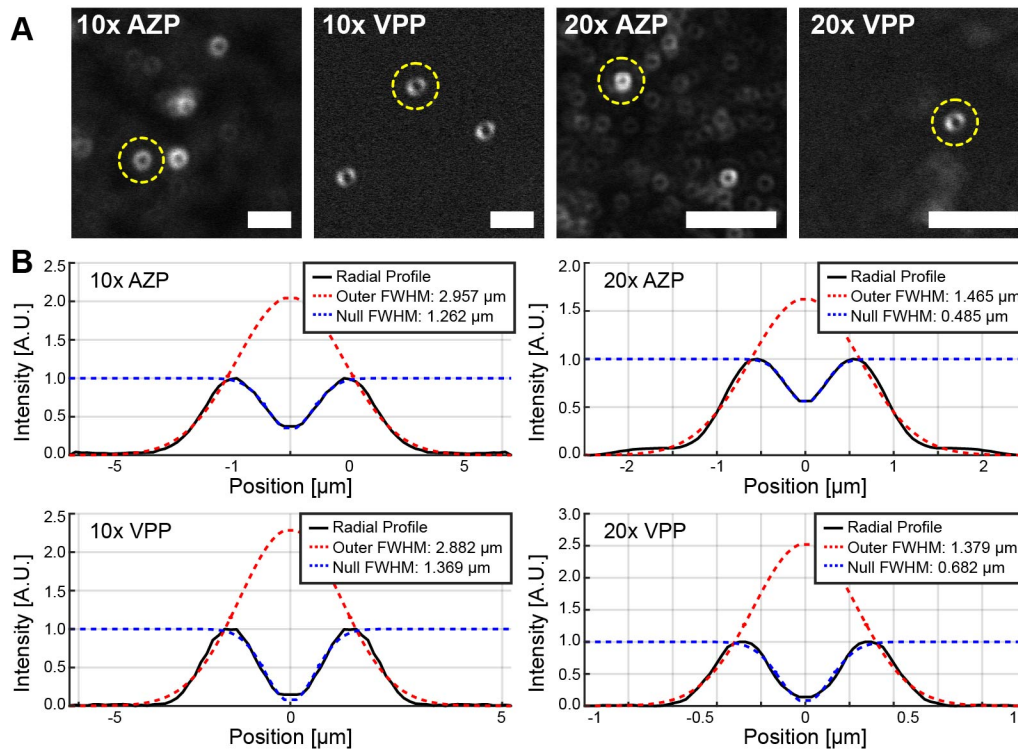 A
10x AZP
10x VPP
20x AZP
20x VPP
B
10x AZP
Radial Profile
Outer FWHM: 2.957 µm
Null FWHM: 1.262 µm
Intensity [A.U.]
2.5
2.0
1.5
1.0
0.5
0.0
-5
-1
0
5
Position [µm]
20x AZP
Radial Profile
Outer FWHM: 1.465 µm
Null FWHM: 0.485 µm
Intensity [A.U.]
2.0
1.5
1.0
0.5
0.0
-2
-1
0
1
2
Position [µm]
10x VPP
Radial Profile
Outer FWHM: 2.882 µm
Null FWHM: 1.369 µm
Intensity [A.U.]
2.5
2.0
1.5
1.0
0.5
0.0
-5
0
5
Position [µm]
20x VPP
Radial Profile
Outer FWHM: 1.379 µm
Null FWHM: 0.682 µm
Intensity [A.U.]
3.0
2.5
2.0
1.5
1.0
0.5
0.0
-1
-0.5
0
0.5
1
Position [µm]